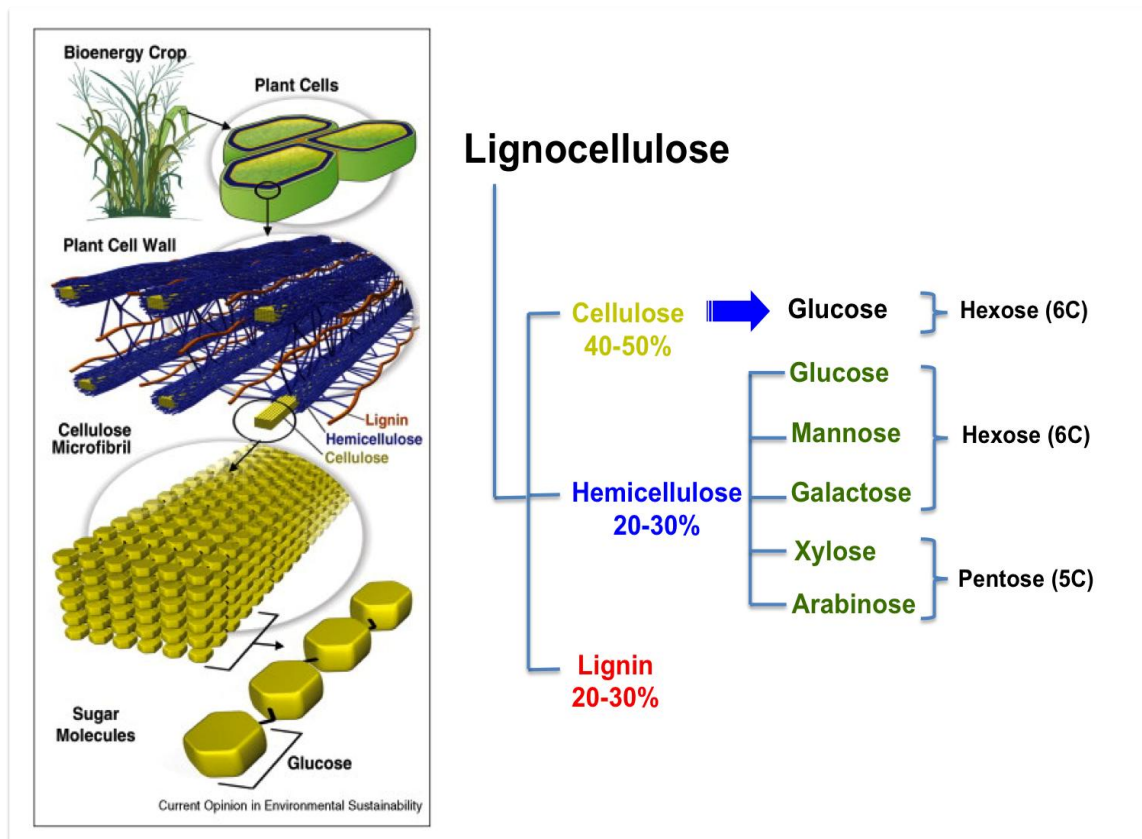 Bioenergy Crop
Plant Cells
Plant Cell Wall
Lignin
Hemicellulose
Cellulose
Cellulose
Microfibril
Sugar
Molecules
Glucose
Current Opinion in Environmental Sustainability
Lignocellulose
Cellulose
40-50%
Glucose
Hexose (6C)
Hemicellulose
20-30%
Glucose
Mannose
Galactose
Hexose (6C)
Xylose
Arabinose
Pentose (5C)
Lignin
20-30%